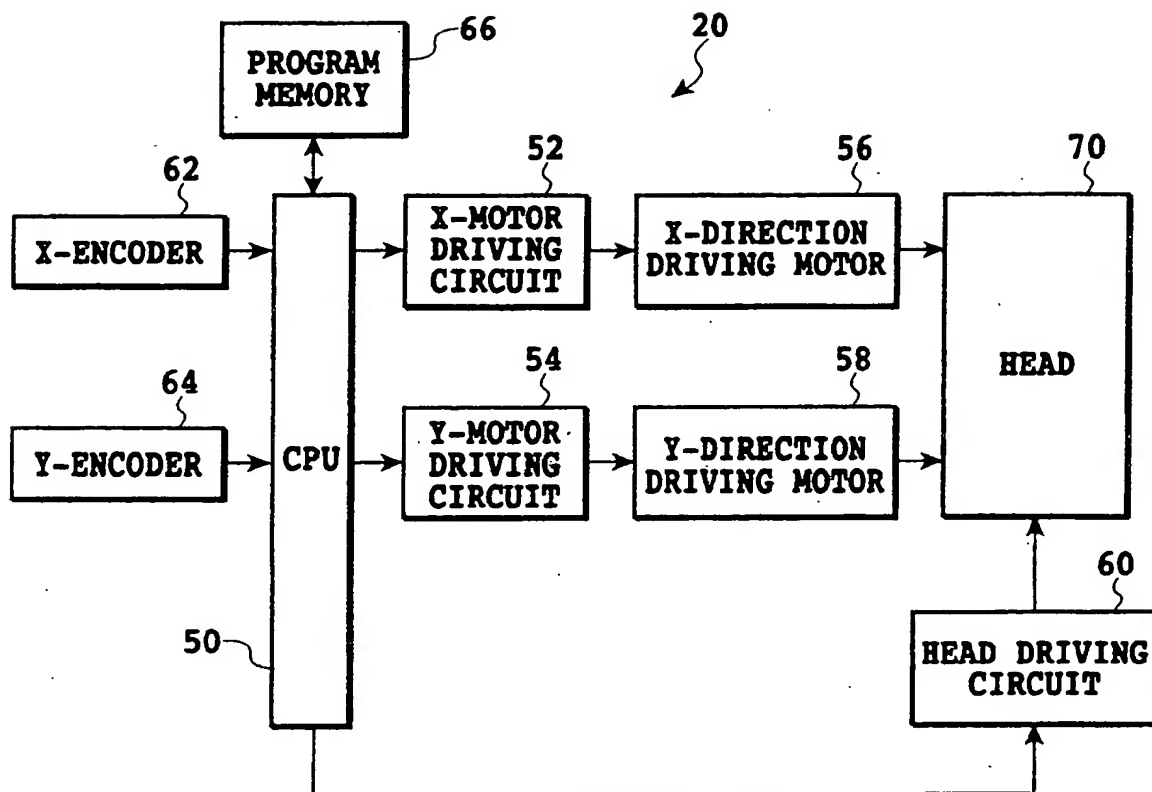 20
66
PROGRAM
MEMORY
62
52
56
70
X-ENCODER
X-MOTOR
DRIVING
CIRCUIT
X-DIRECTION
DRIVING MOTOR
HEAD
64
54
58
Y-ENCODER
CPU
Y-MOTOR
DRIVING
CIRCUIT
Y-DIRECTION
DRIVING MOTOR
60
50
HEAD DRIVING
CIRCUIT